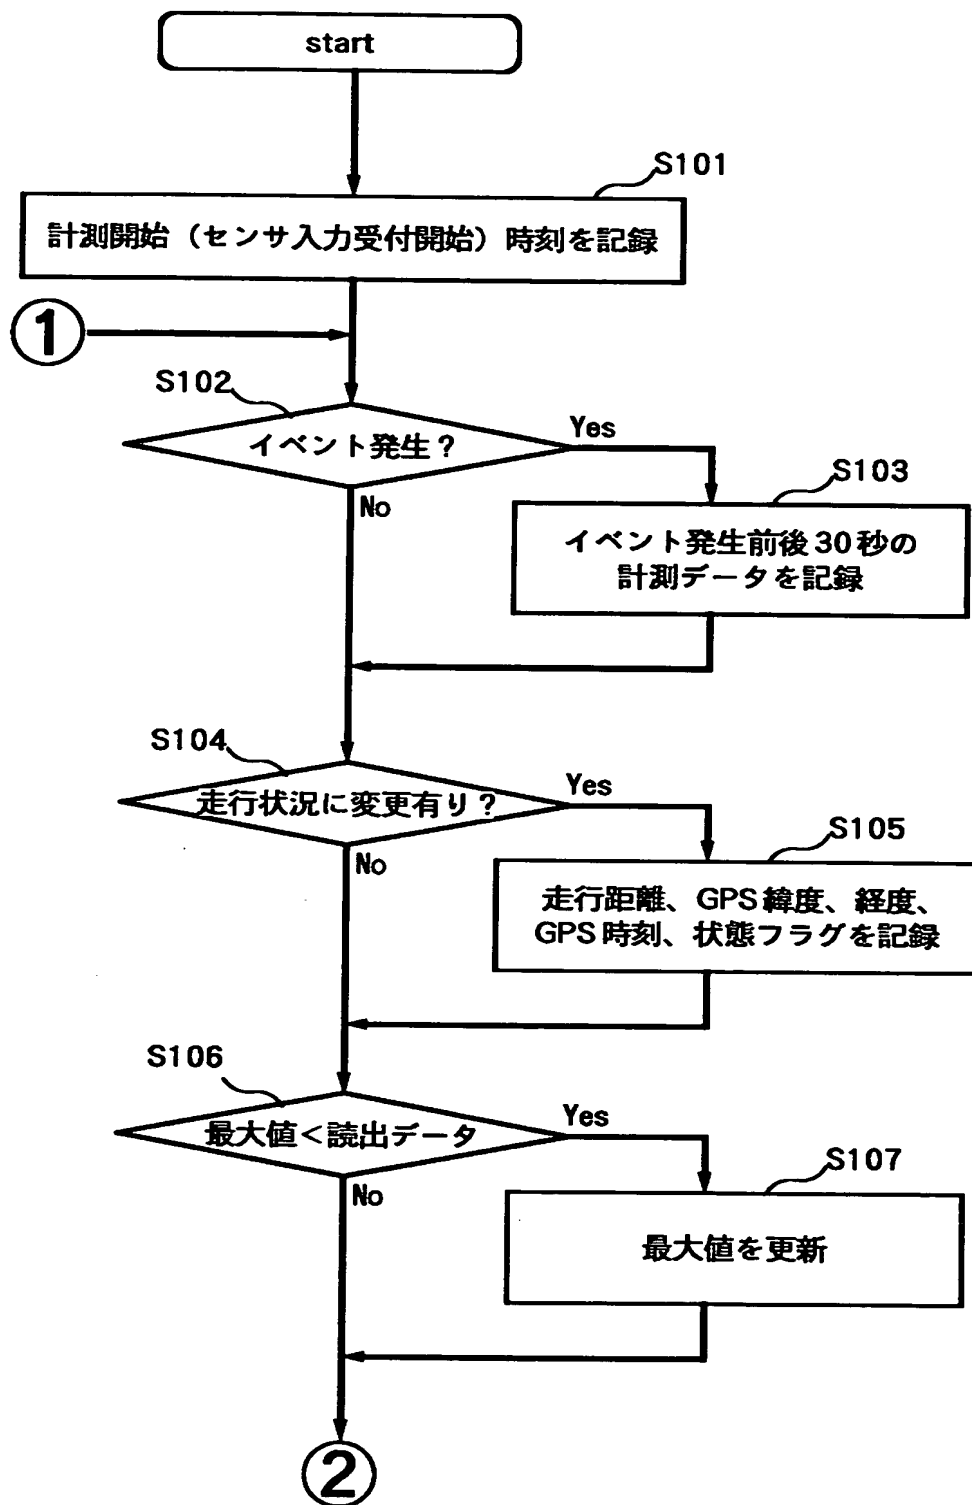 start
S101
計測開始（センサ入力受付開始）時刻を記録
1
S102
イベント発生？
Yes
No
S103
イベント発生前後30秒の
計測データを記録
S104
走行状況に変更有り？
Yes
No
S105
走行距離、GPS緯度、経度、
GPS時刻、状態フラグを記録
S106
最大値＜読出データ
Yes
No
S107
最大値を更新
2